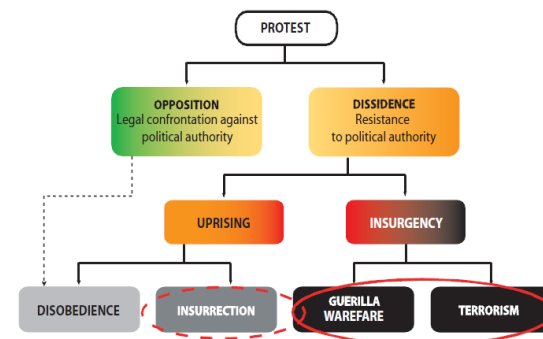 PROTEST
OPPOSITION
Legal confrontation against
political authority
DISSIDENCE
Resistance
to political authority
UPRISING
INSURGENCY
DISOBEDIENCE
INSURRECTION
GUERILLA
WAREFARE
TERRORISM